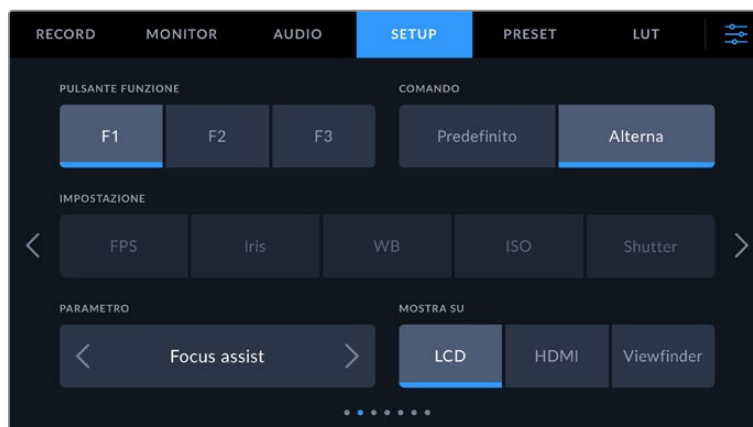 RECORD MONITOR AUDIO SETUP PRESET LUT
PULSANTE FUNZIONE COMANDO
F1 F2 F3 Predefinito Alterna
IMPOSTAZIONE
FPS Iris WB ISO Shutter
PARAMETRO MOSTRA SU
Focus assist LCD HDMI Viewfinder